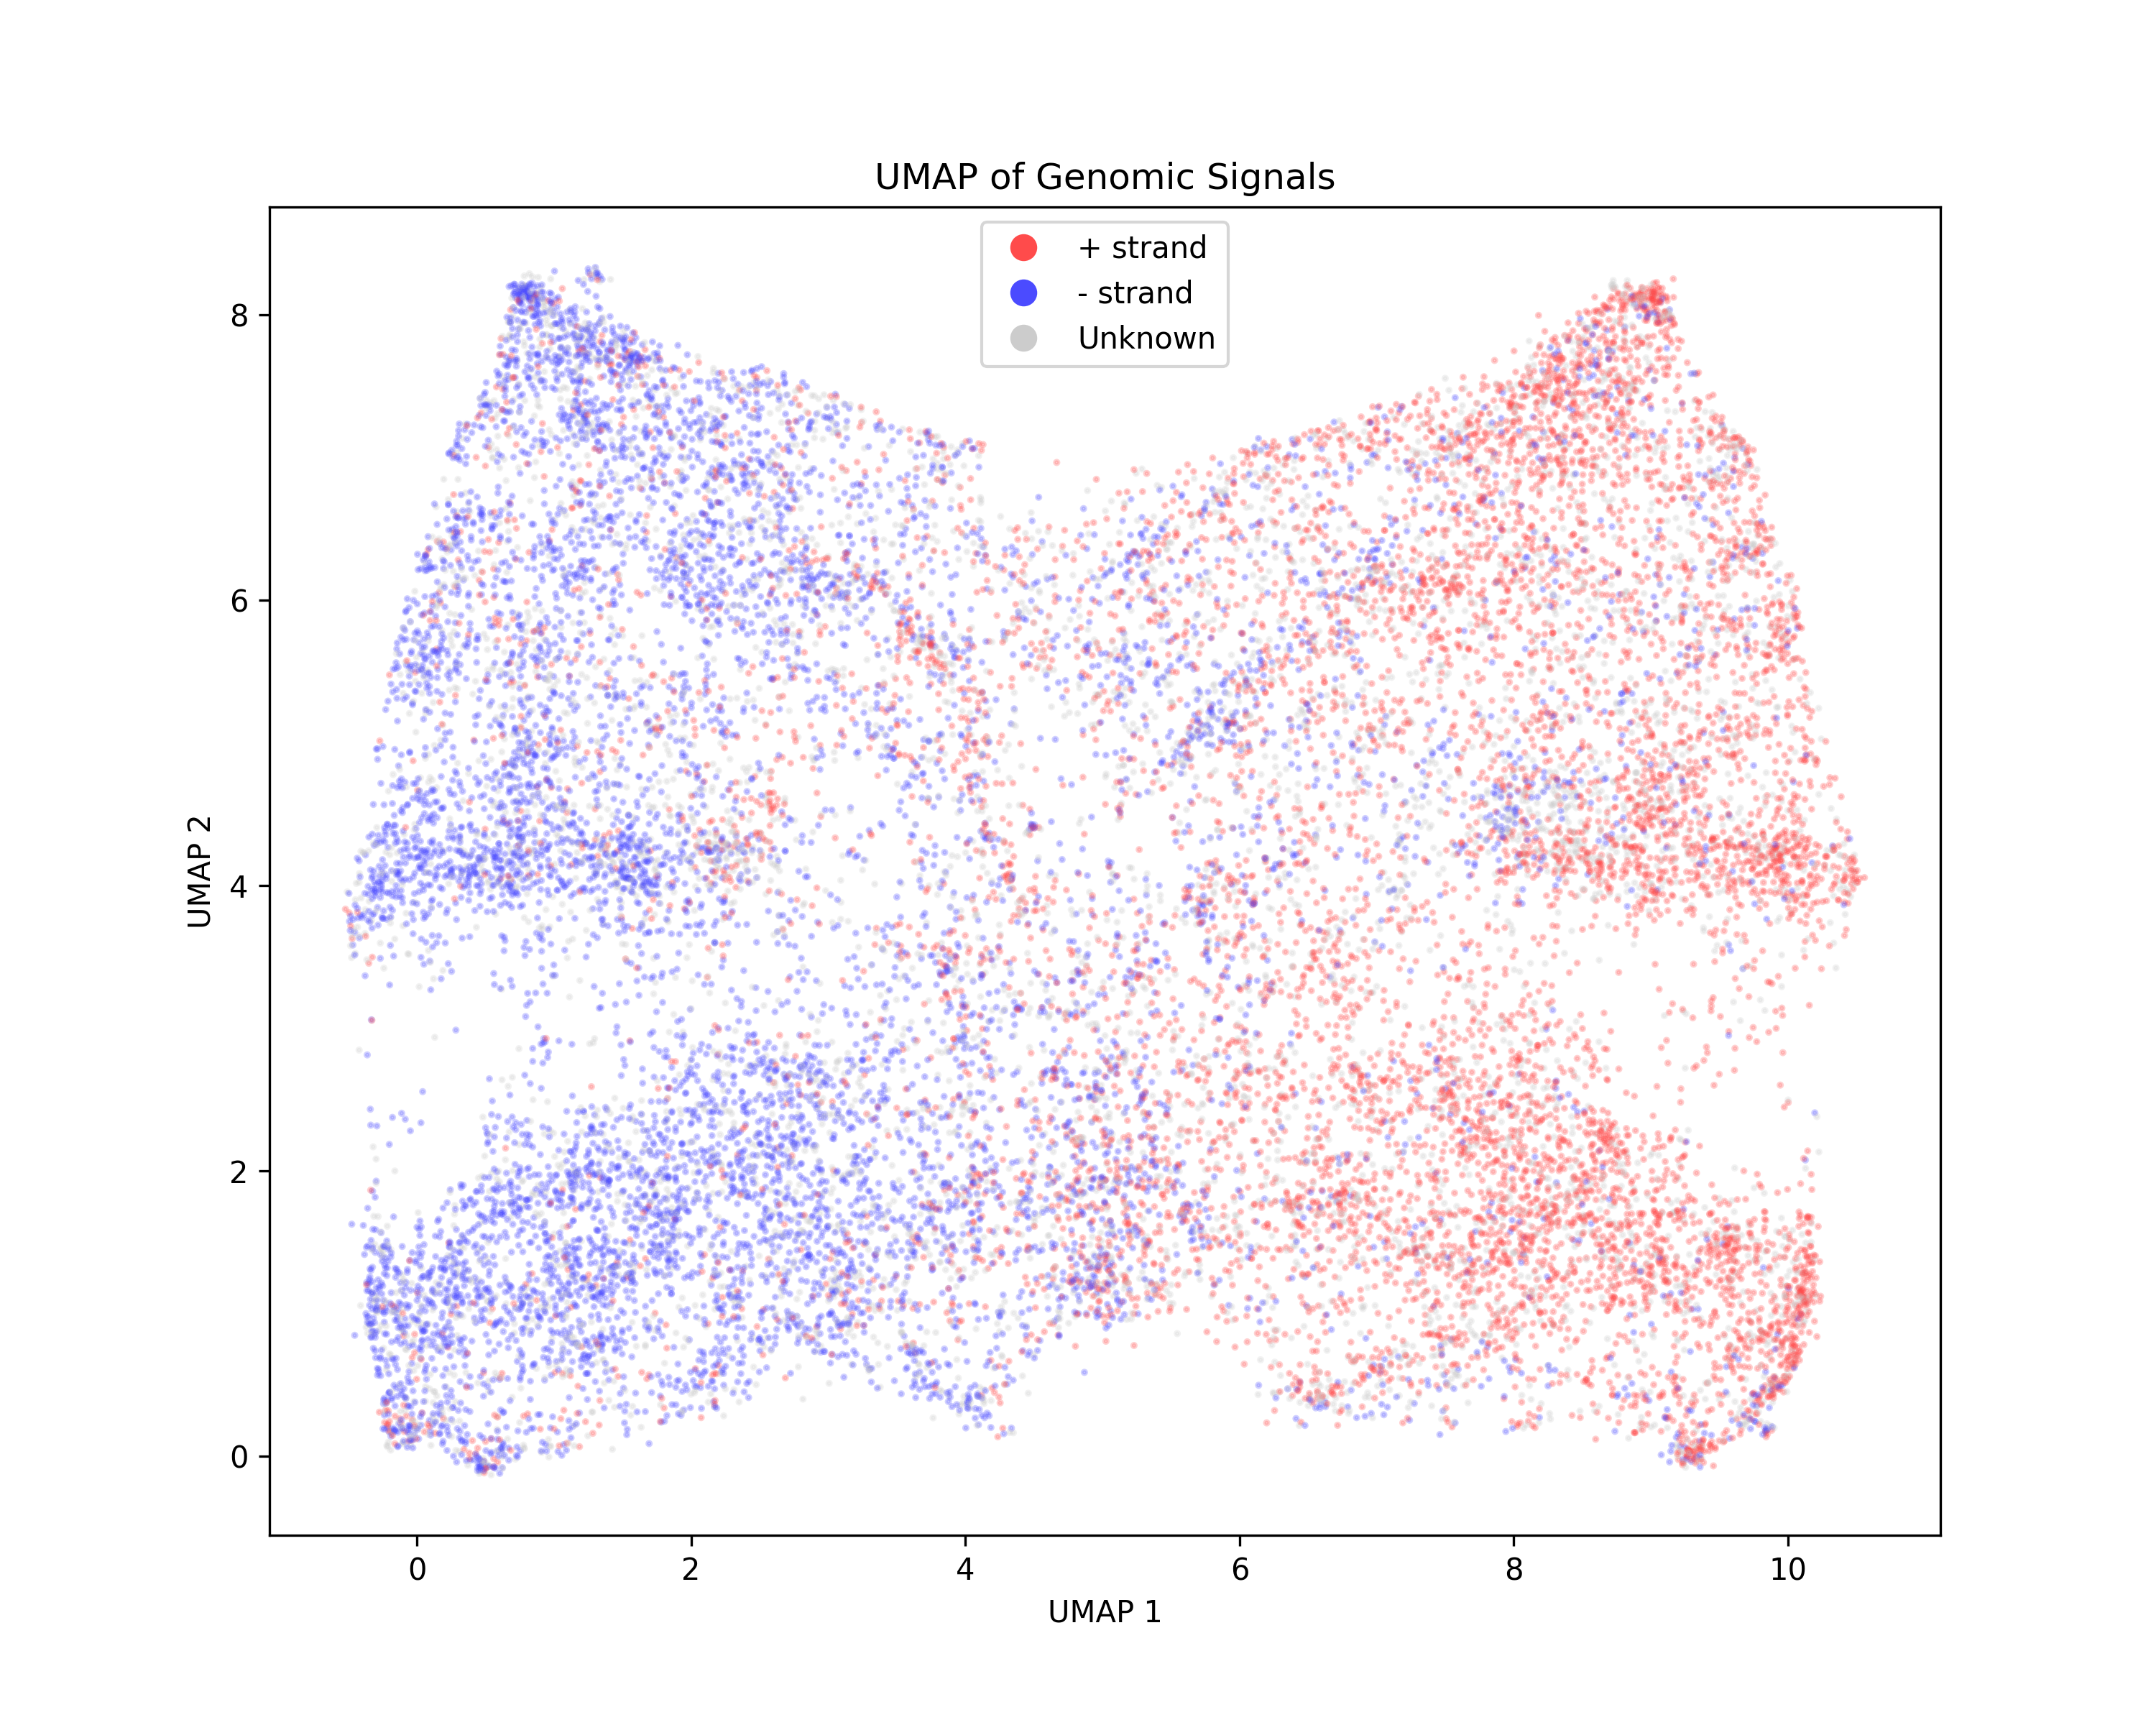 UMAP of Genomic Signals
+ strand
- strand
Unknown
8
6
4
2
0
UMAP 2
0 2 4 6 8 10
UMAP 1